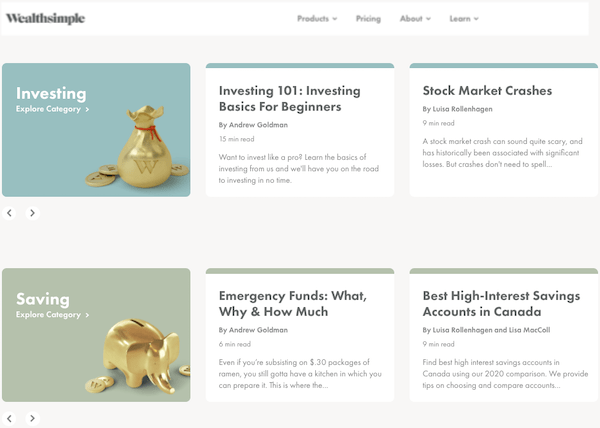 Wealthsimple
Products Pricing About Learn
Investing
Explore Category >
Investing 101: Investing
Basics For Beginners
By Andrew Goldman
15 min read
Want to invest like a pro? Learn the basics of
investing from us and we'll have you on the road
to investing in no time.
Stock Market Crashes
By Luisa Rollenhagen
9 min read
A stock market crash can sound quite scary, and
has historically been associated with significant
losses. But crashes don't need to spell...
Saving
Explore Category >
Emergency Funds: What,
Why & How Much
By Andrew Goldman
6 min read
Even if you're subsisting on $.30 packages of
ramen, you still gotta have a kitchen in which you
can prepare it. This is where the...
Best High-Interest Savings
Accounts in Canada
By Luisa Rollenhagen and Lisa MacColl
9 min read
Find best high interest savings accounts in
Canada using our 2020 comparison. We provide
tips on choosing and compare accounts...